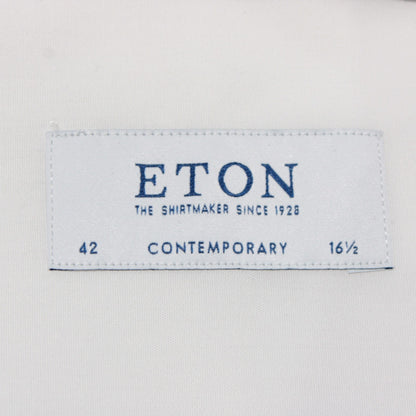 ETON
THE SHIRTMAKER SINCE 1928
42 CONTEMPORARY 16½